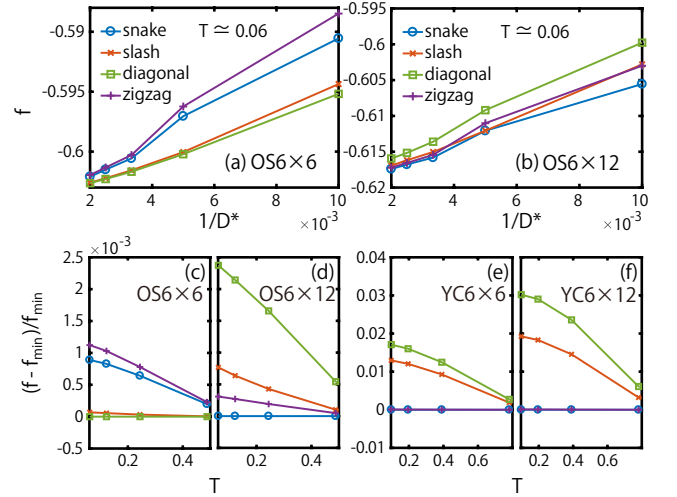 T ≃ 0.06
T ≃ 0.06
snake
slash
diagonal
zigzag
snake
slash
diagonal
zigzag
f
-0.59
-0.595
-0.6
-0.595
-0.6
-0.605
-0.61
-0.615
-0.62
(a) OS6×6
(b) OS6×12
2 4 6 8 10
2 4 6 8 10
1/D* ×10⁻³
1/D* ×10⁻³
×10⁻³
(c)
OS6×6
(d)
OS6×12
(e)
YC6×6
(f)
YC6×12
(f - f_min)/f_min
2.5
2
1.5
1
0.5
0
-0.5
0.04
0.03
0.02
0.01
0
-0.01
0.2 0.4
0.2 0.4
0.2 0.4 0.6
0.2 0.4 0.6
T
T